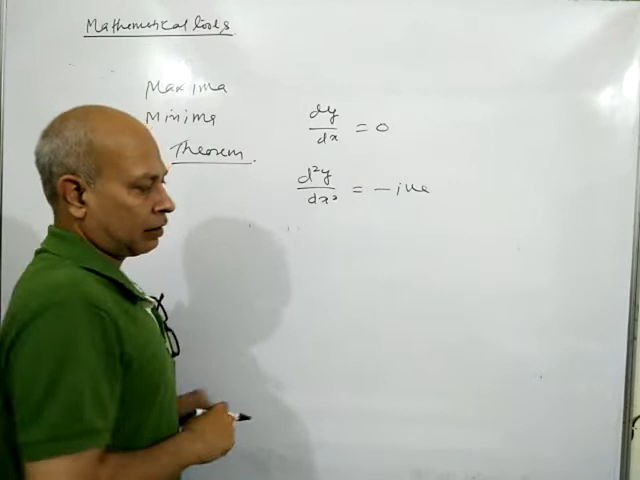 Mathematical tools
Maxima
Minima
Theorem.
dy/dx = 0
d²y/dx² = -ive